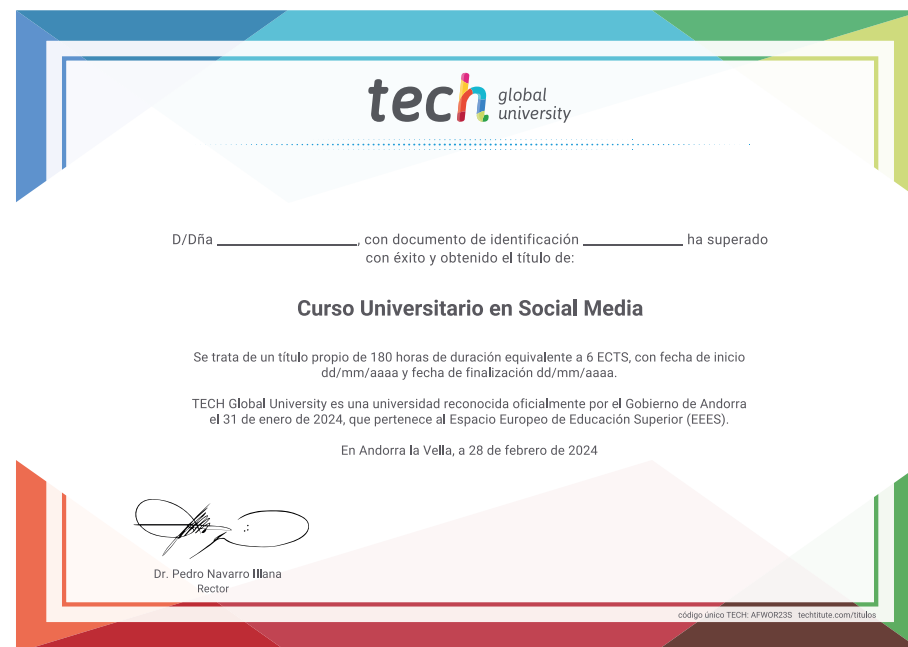 tech global university
D/Dña ____________________, con documento de identificación ______________ ha superado
con éxito y obtenido el título de:
Curso Universitario en Social Media
Se trata de un título propio de 180 horas de duración equivalente a 6 ECTS, con fecha de inicio
dd/mm/aaaa y fecha de finalización dd/mm/aaaa.
TECH Global University es una universidad reconocida oficialmente por el Gobierno de Andorra
el 31 de enero de 2024, que pertenece al Espacio Europeo de Educación Superior (EEES).
En Andorra la Vella, a 28 de febrero de 2024
Dr. Pedro Navarro Illana
Rector
código único TECH: AFWOR23S techtitute.com/titulos